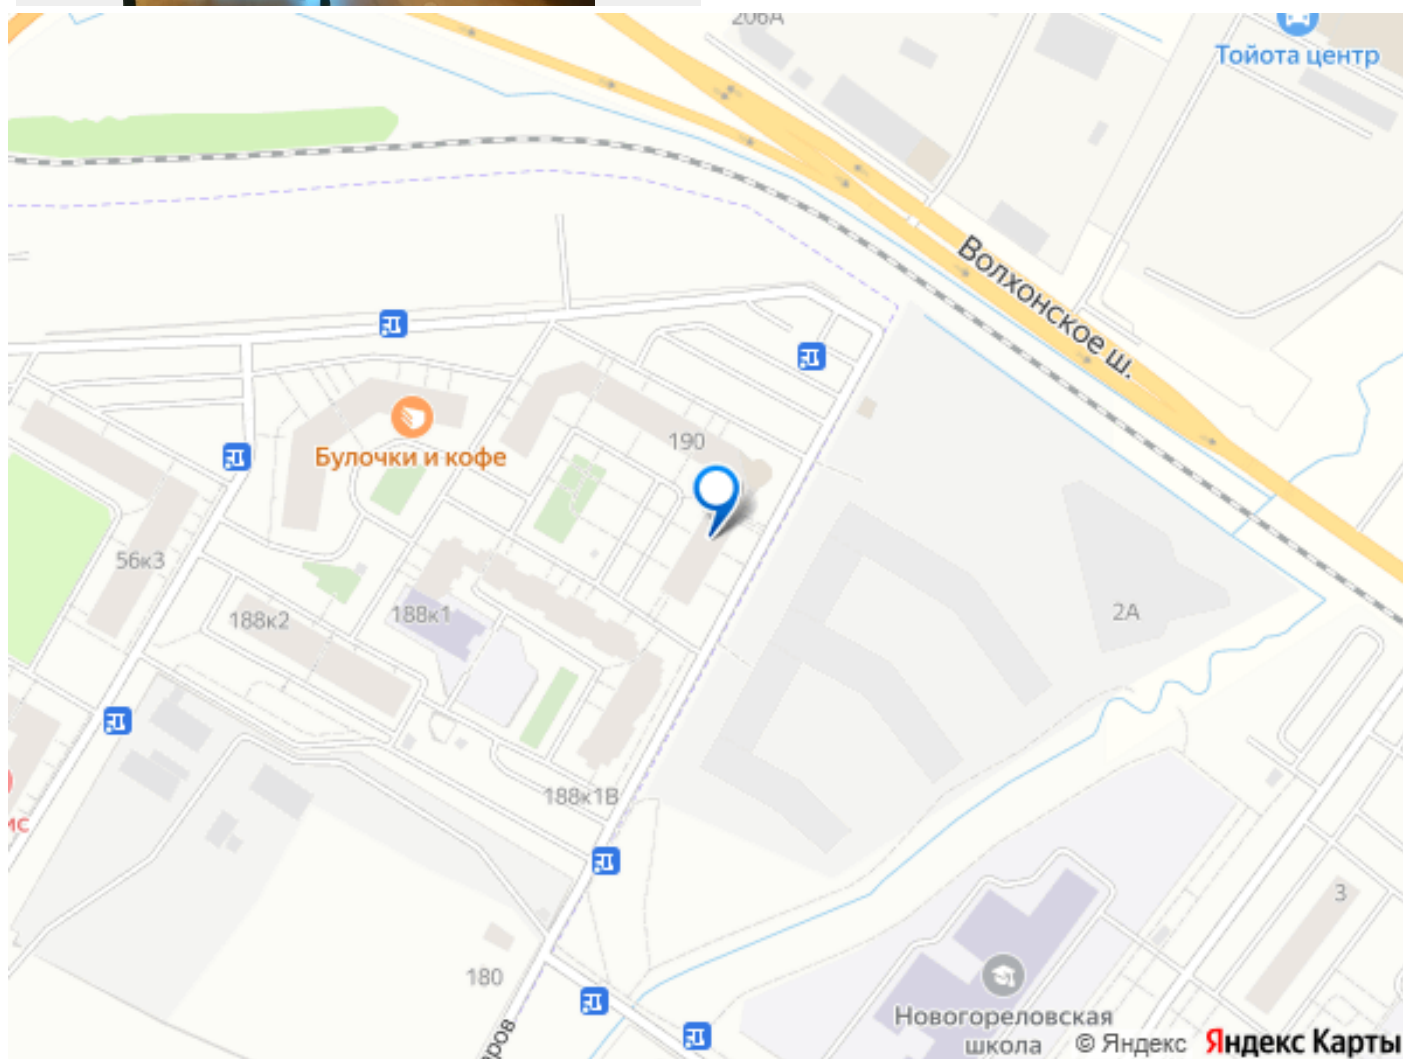 206А
Тойота центр
Волхонское ш.
190
Булочки и кофе
56к3
188к2
188к1
2А
188к1В
3
180
Новогореловская
школа
© Яндекс
Яндекс Карты